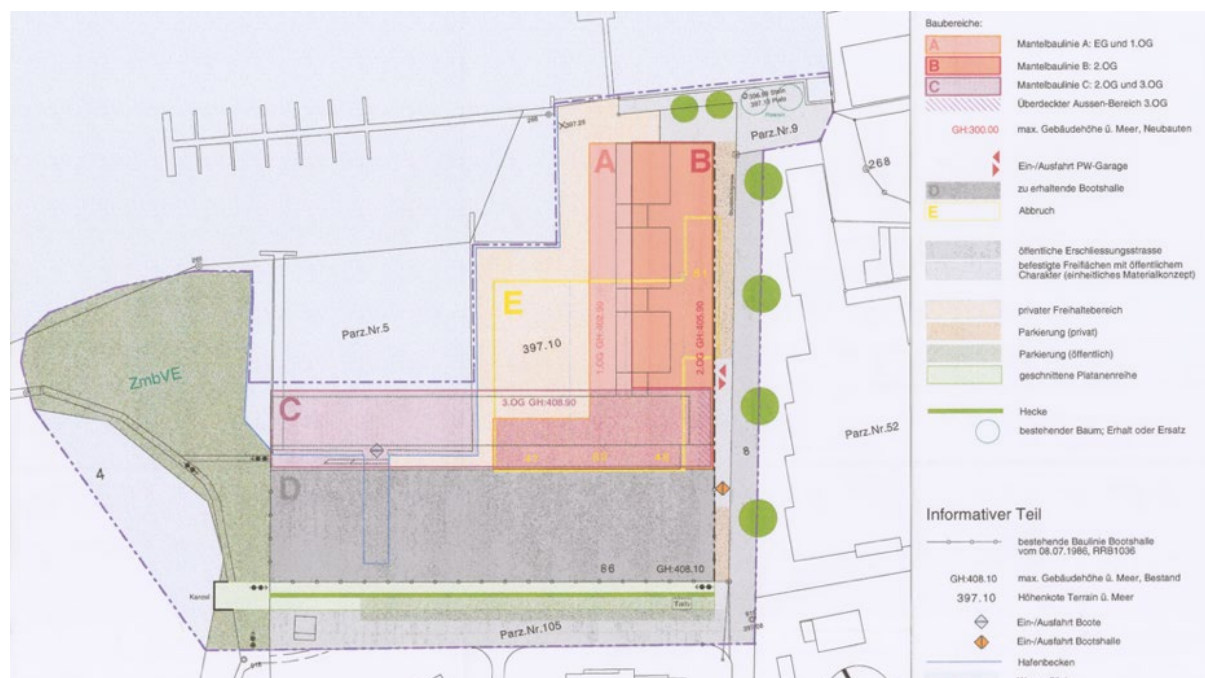 Baubereiche:
A Mantelbaulinie A: EG und 1.OG
B Mantelbaulinie B: 2.OG
C Mantelbaulinie C: 2.OG und 3.OG
Überdeckter Aussen-Bereich 3.OG
GH:300.00 max. Gebäudehöhe ü. Meer, Neubauten
Ein-/Ausfahrt PW-Garage
D zu erhaltende Bootshalle
E Abbruch
öffentliche Erschliessungsstrasse
befestigte Freiflächen mit öffentlichem
Charakter (einheitliches Materialkonzept)
privater Freihaltebereich
Parkierung (privat)
Parkierung (öffentlich)
geschnittene Platanenreihe
Hecke
bestehender Baum; Erhalt oder Ersatz
Informativer Teil
bestehende Baulinie Bootshalle
vom 08.07.1986, RRB1036
GH:408.10 max. Gebäudehöhe ü. Meer, Bestand
397.10 Höhenkote Terrain ü. Meer
Ein-/Ausfahrt Boote
Ein-/Ausfahrt Bootshalle
Hafenbecken
Parz.Nr.9
268
A
B
E
51
Parz.Nr.5
397.10
1.OG GH:402.90
2.OG GH:405.90
ZmbVE
C
3.OG GH:408.90
Parz.Nr.52
4
8
D
86
GH:408.10
Parz.Nr.105